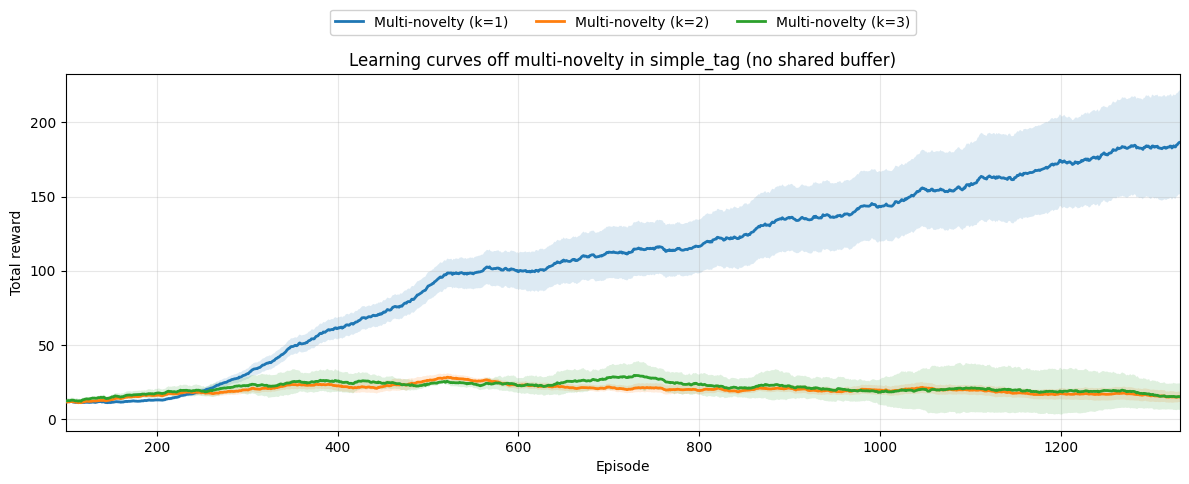 Multi-novelty (k=1) Multi-novelty (k=2) Multi-novelty (k=3)
Learning curves off multi-novelty in simple_tag (no shared buffer)
200
150
100
50
0
Total reward
200 400 600 800 1000 1200
Episode